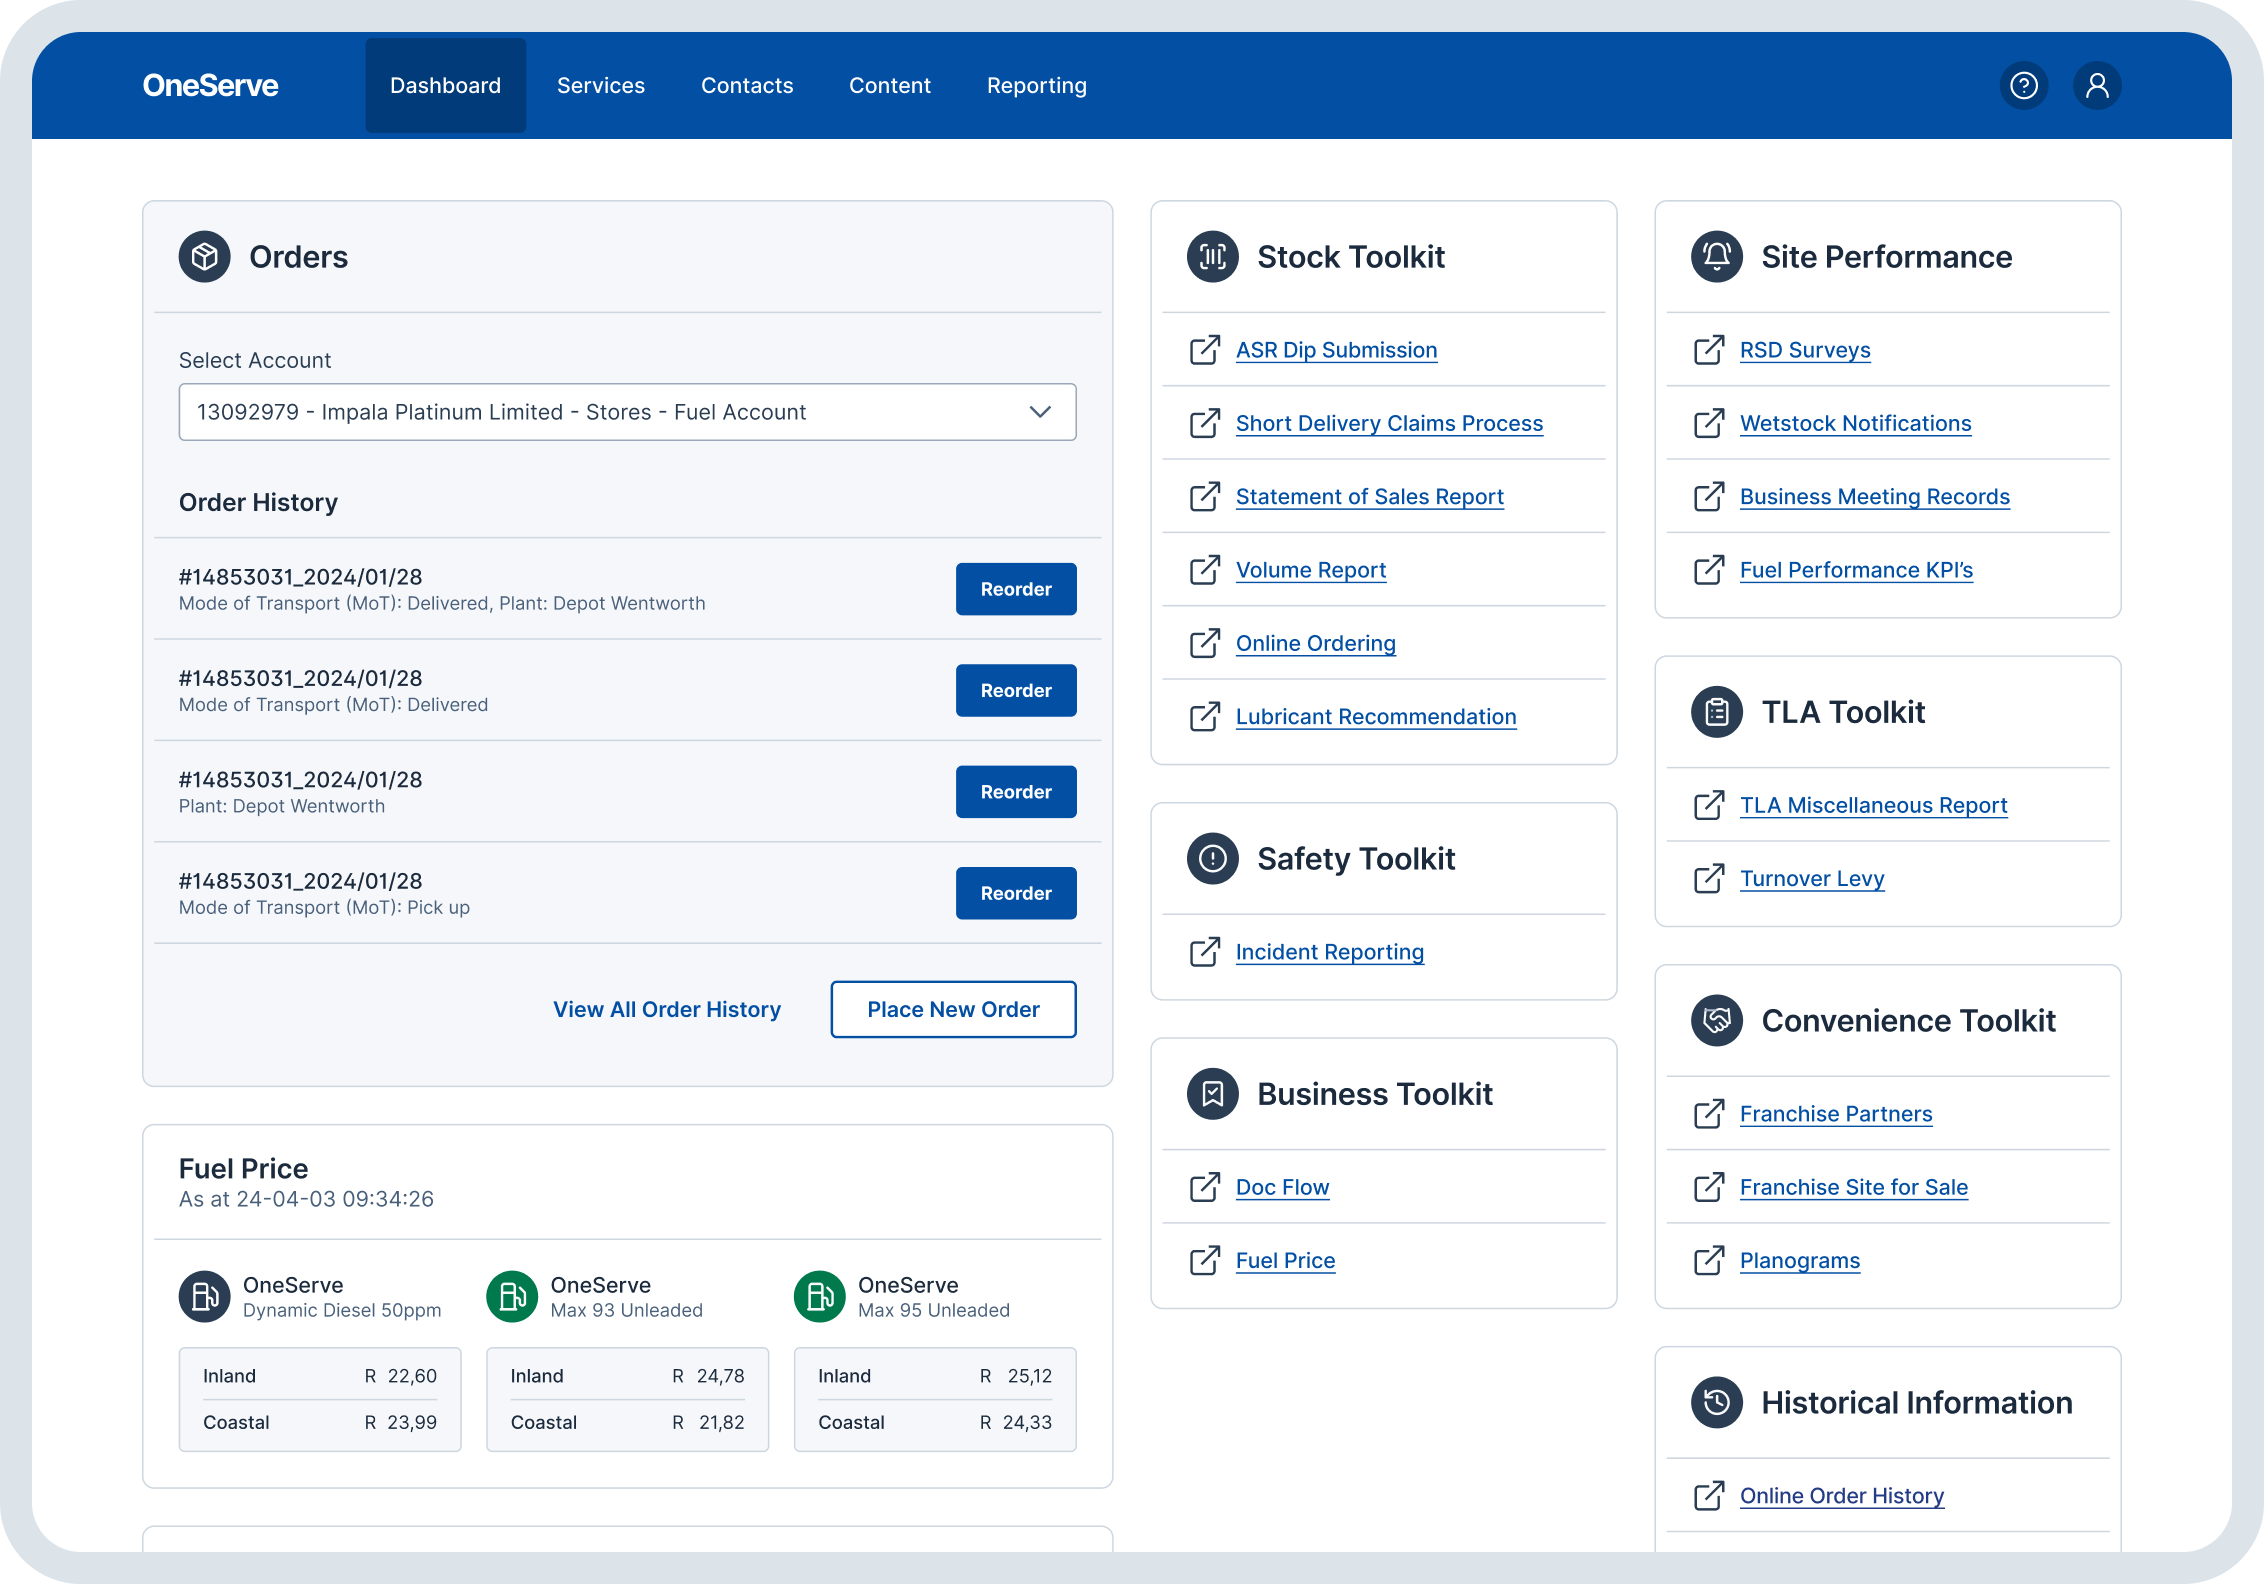 OneServe
Dashboard
Services
Contacts
Content
Reporting
Orders
Select Account
13092979 - Impala Platinum Limited - Stores - Fuel Account
Order History
#14853031_2024/01/28
Mode of Transport (MoT): Delivered, Plant: Depot Wentworth
Reorder
#14853031_2024/01/28
Mode of Transport (MoT): Delivered
Reorder
#14853031_2024/01/28
Plant: Depot Wentworth
Reorder
#14853031_2024/01/28
Mode of Transport (MoT): Pick up
Reorder
View All Order History
Place New Order
Fuel Price
As at 24-04-03 09:34:26
OneServe
Dynamic Diesel 50ppm
Inland R 22,60
Coastal R 23,99
OneServe
Max 93 Unleaded
Inland R 24,78
Coastal R 21,82
OneServe
Max 95 Unleaded
Inland R 25,12
Coastal R 24,33
Stock Toolkit
ASR Dip Submission
Short Delivery Claims Process
Statement of Sales Report
Volume Report
Online Ordering
Lubricant Recommendation
Safety Toolkit
Incident Reporting
Business Toolkit
Doc Flow
Fuel Price
Site Performance
RSD Surveys
Wetstock Notifications
Business Meeting Records
Fuel Performance KPI’s
TLA Toolkit
TLA Miscellaneous Report
Turnover Levy
Convenience Toolkit
Franchise Partners
Franchise Site for Sale
Planograms
Historical Information
Online Order History